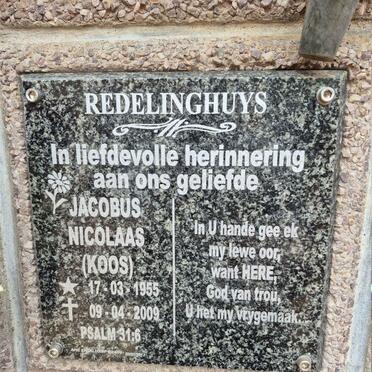 REDELINGHUYS
In liefdevolle herinnering
aan ons geliefde
JACOBUS
NICOLAAS
(KOOS)
17-03-1955
09-04-2009
PSALM 31:6
In U hande gee ek
my lewe oor,
want HERE,
God van trou,
U het my vrygemaak...